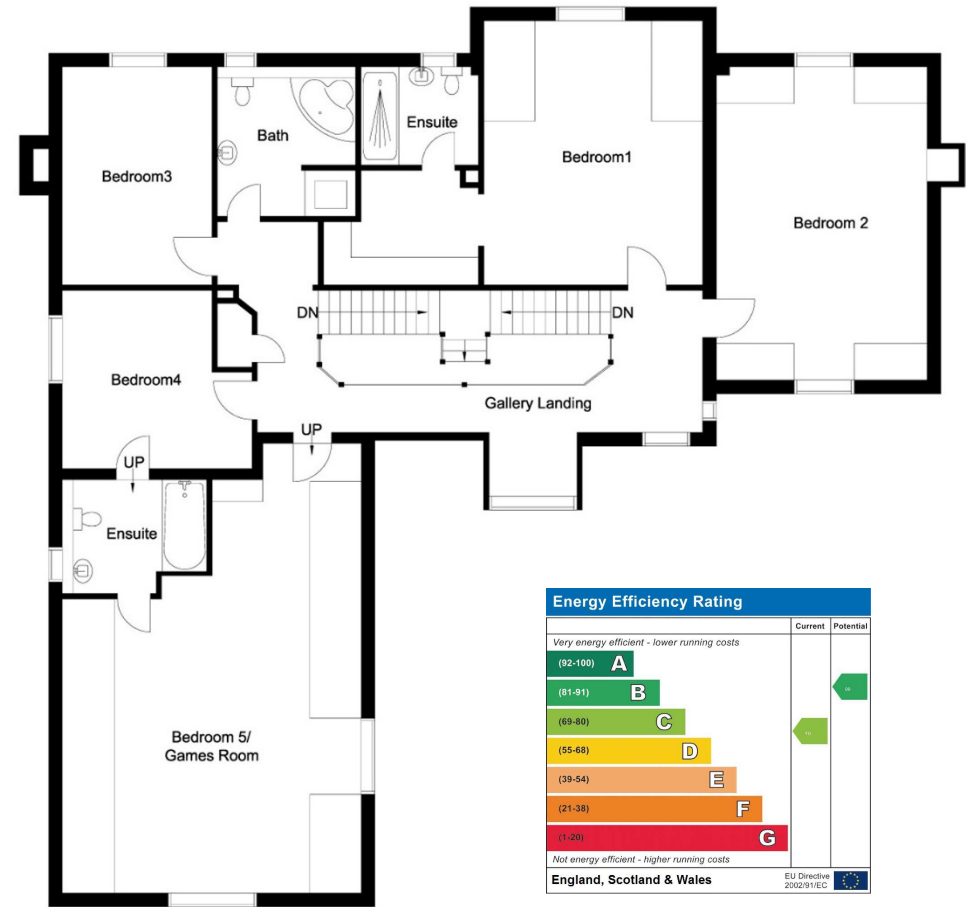 Bedroom3
Bath
Ensuite
Bedroom1
Bedroom 2
DN
DN
Bedroom4
Gallery Landing
UP
UP
Ensuite
Bedroom 5/
Games Room
Energy Efficiency Rating
Current
Potential
Very energy efficient - lower running costs
(92-100) A
(81-91) B
(69-80) C
(55-68) D
(39-54) E
(21-38) F
(1-20) G
Not energy efficient - higher running costs
England, Scotland & Wales
EU Directive
2002/91/EC